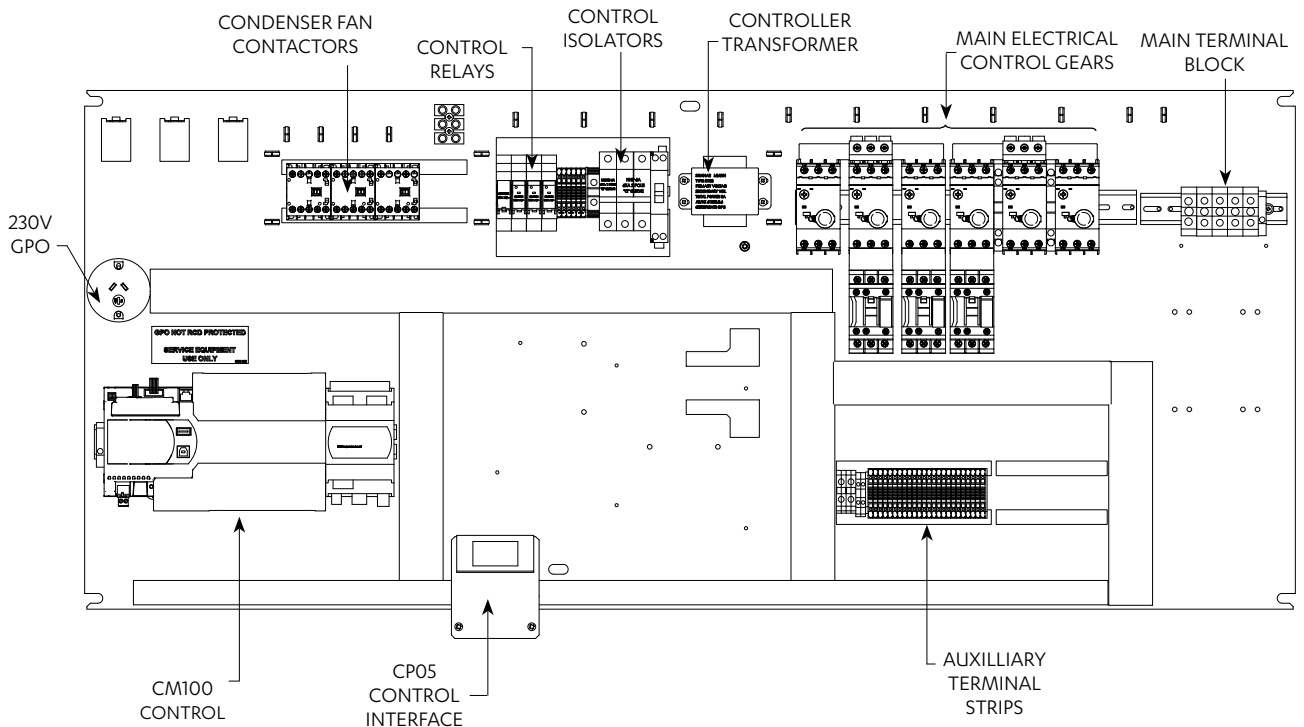 CONDENSER FAN
CONTACTORS
CONTROL
RELAYS
CONTROL
ISOLATORS
CONTROLLER
TRANSFORMER
MAIN ELECTRICAL
CONTROL GEARS
MAIN TERMINAL
BLOCK
230V
GPO
GPO NOT RCD PROTECTED
SERVICE EQUIPMENT
USE ONLY
CM100
CONTROL
CP05
CONTROL
INTERFACE
AUXILLIARY
TERMINAL
STRIPS